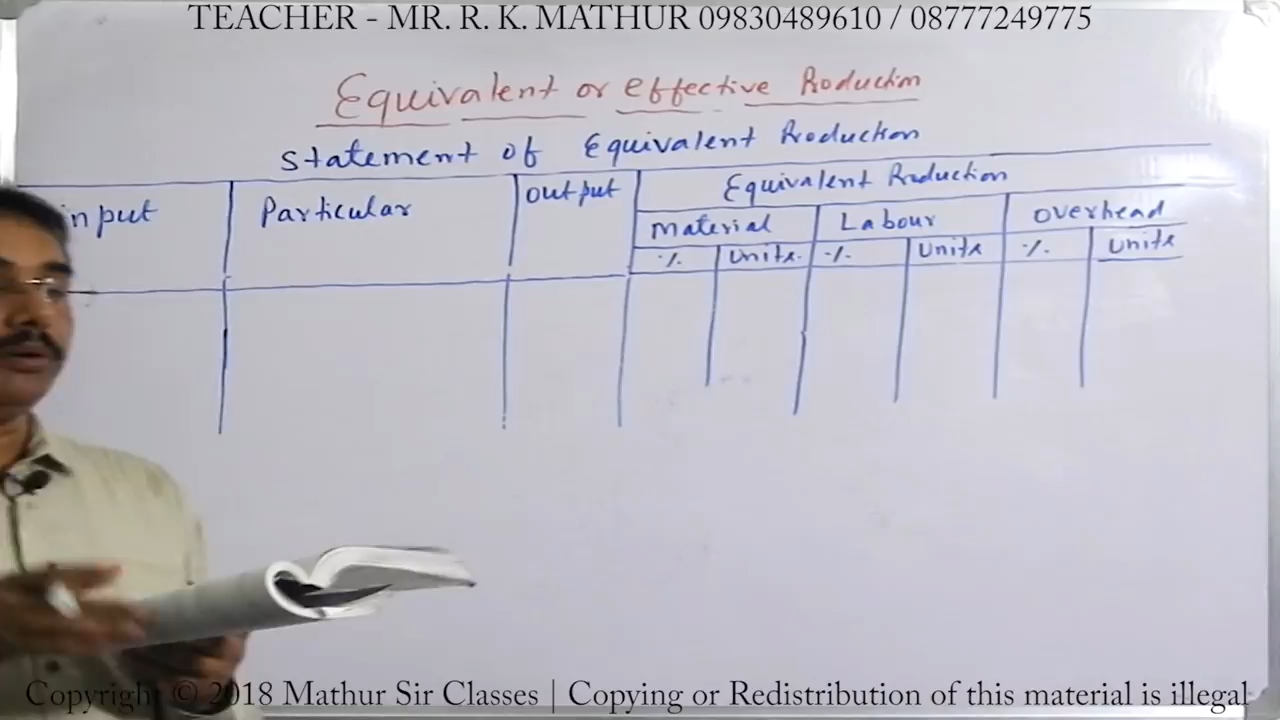 TEACHER - MR. R. K. MATHUR 09830489610 / 08777249775
Equivalent or effective Production
Statement of Equivalent Production
input Particular output Equivalent Production
Material Labour Overhead
% Units % Units % Units
Copyright © 2018 Mathur Sir Classes | Copying or Redistribution of this material is illegal